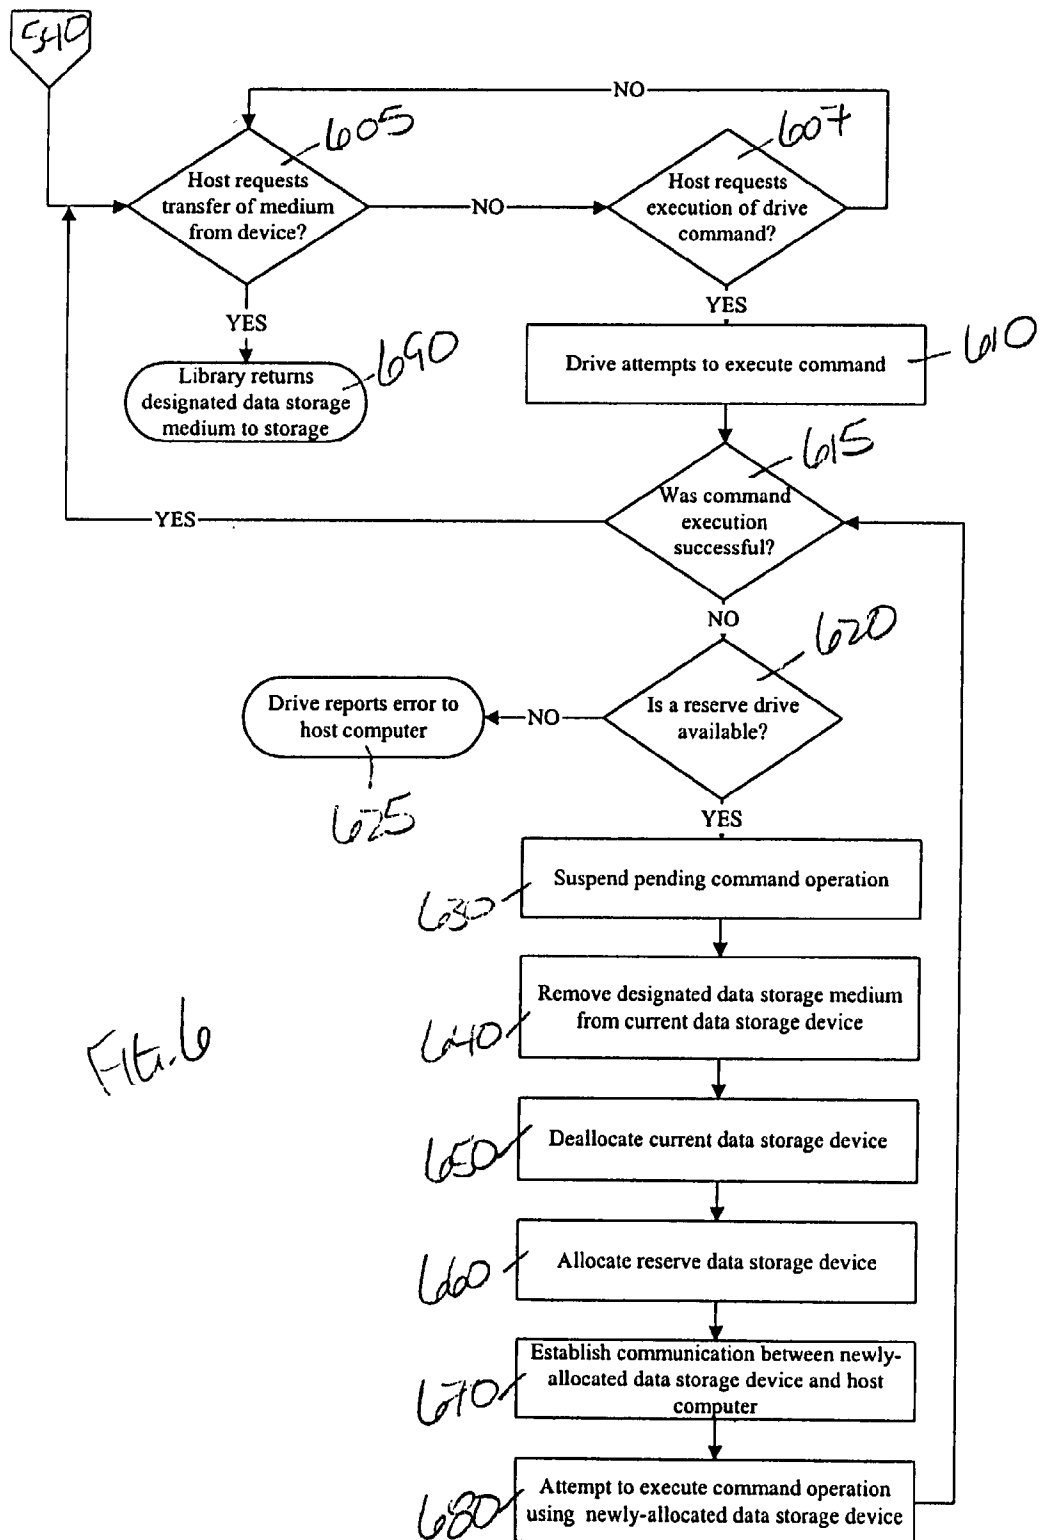 540
NO
605
607
Host requests
transfer of medium
from device?
NO
Host requests
execution of drive
command?
YES
YES
690
Library returns
designated data storage
medium to storage
Drive attempts to execute command
610
615
YES
Was command
execution
successful?
NO
620
Drive reports error to
host computer
NO
Is a reserve drive
available?
625
YES
Suspend pending command operation
630
Remove designated data storage medium
from current data storage device
640
FIG. 6
Deallocate current data storage device
650
Allocate reserve data storage device
660
Establish communication between newly-
allocated data storage device and host
computer
670
Attempt to execute command operation
using newly-allocated data storage device
680